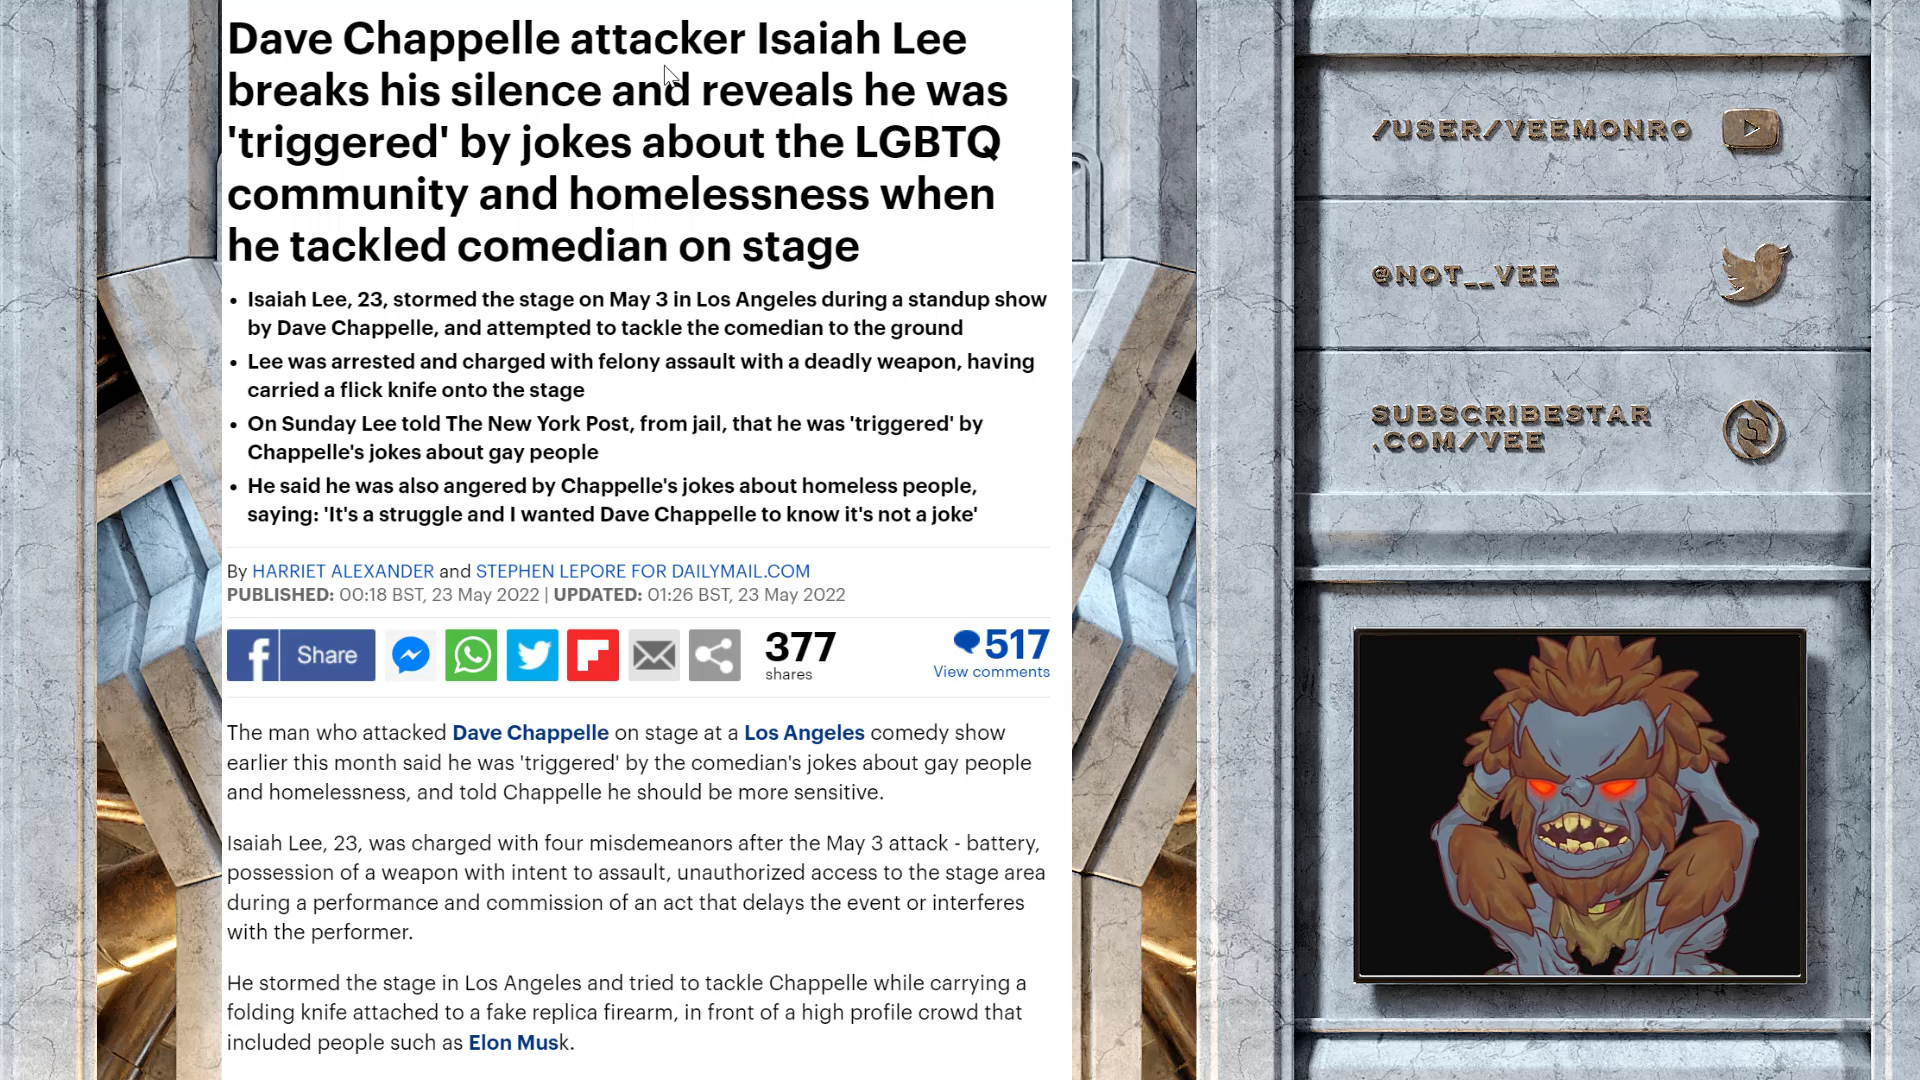 Dave Chappelle attacker Isaiah Lee
breaks his silence and reveals he was
'triggered' by jokes about the LGBTQ
community and homelessness when
he tackled comedian on stage
• Isaiah Lee, 23, stormed the stage on May 3 in Los Angeles during a standup show
by Dave Chappelle, and attempted to tackle the comedian to the ground
• Lee was arrested and charged with felony assault with a deadly weapon, having
carried a flick knife onto the stage
• On Sunday Lee told The New York Post, from jail, that he was 'triggered' by
Chappelle's jokes about gay people
• He said he was also angered by Chappelle's jokes about homeless people,
saying: 'It's a struggle and I wanted Dave Chappelle to know it's not a joke'
By HARRIET ALEXANDER and STEPHEN LEPORE FOR DAILYMAIL.COM
PUBLISHED: 00:18 BST, 23 May 2022 | UPDATED: 01:26 BST, 23 May 2022
Share
377
shares
517
View comments
The man who attacked Dave Chappelle on stage at a Los Angeles comedy show
earlier this month said he was 'triggered' by the comedian's jokes about gay people
and homelessness, and told Chappelle he should be more sensitive.
Isaiah Lee, 23, was charged with four misdemeanors after the May 3 attack - battery,
possession of a weapon with intent to assault, unauthorized access to the stage area
during a performance and commission of an act that delays the event or interferes
with the performer.
He stormed the stage in Los Angeles and tried to tackle Chappelle while carrying a
folding knife attached to a fake replica firearm, in front of a high profile crowd that
included people such as Elon Musk.
/USER/VEEMONRO
@NOT__VEE
SUBSCRIBESTAR
.COM/VEE